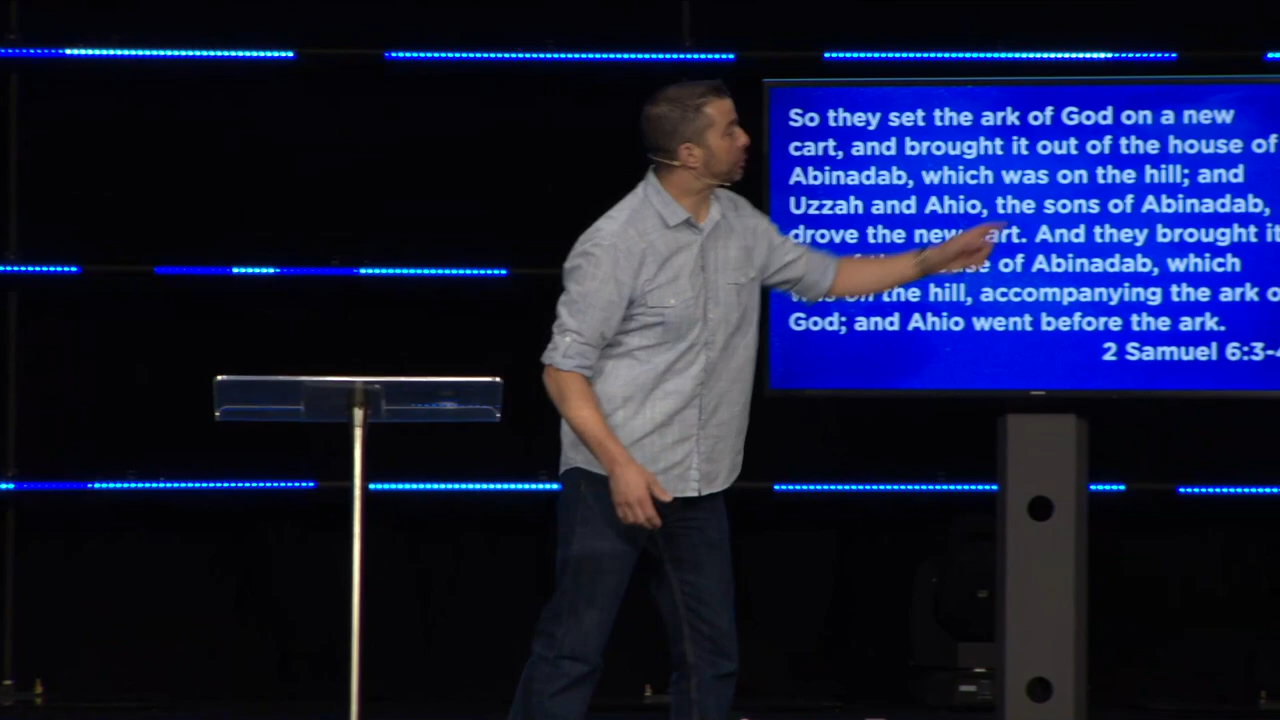 So they set the ark of God on a new
cart, and brought it out of the house of
Abinadab, which was on the hill; and
Uzzah and Ahio, the sons of Abinadab,
drove the new cart. And they brought it
of Abinadab, which
was on the hill, accompanying the ark
God; and Ahio went before the ark.
2 Samuel 6:3-4